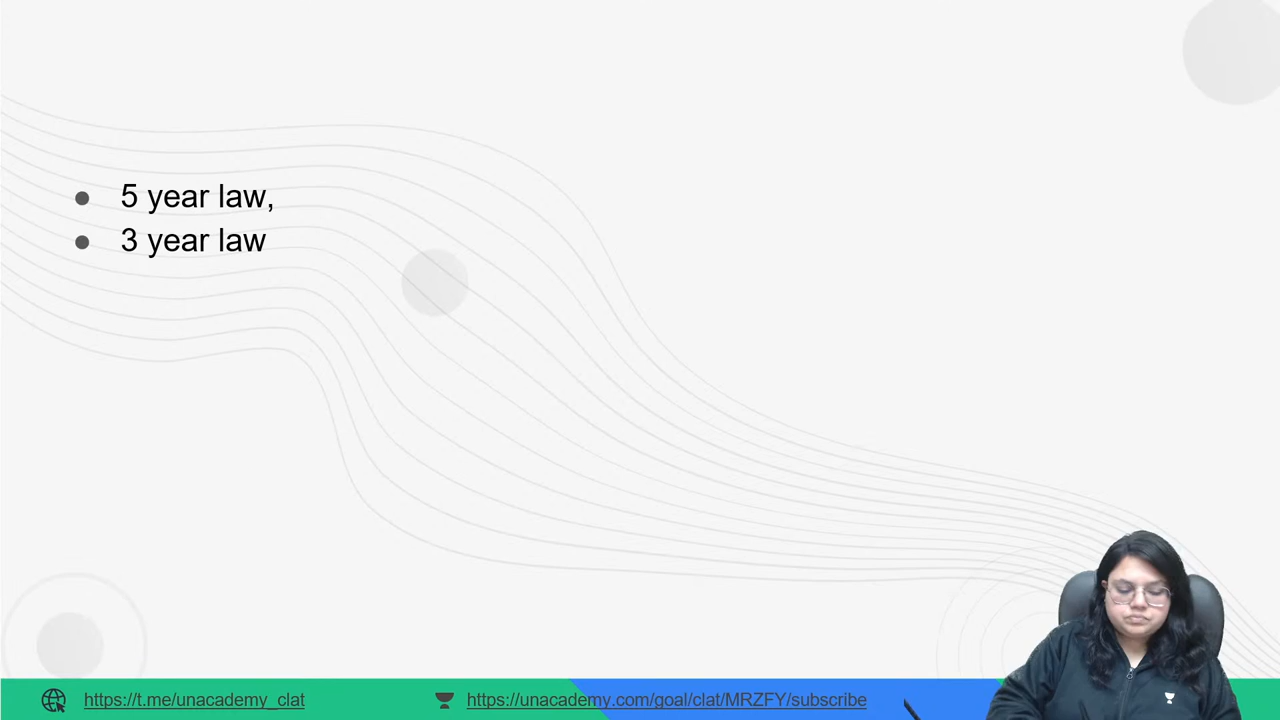 5 year law,
3 year law
https://t.me/unacademy_clat
https://unacademy.com/goal/clat/MRZFY/subscribe